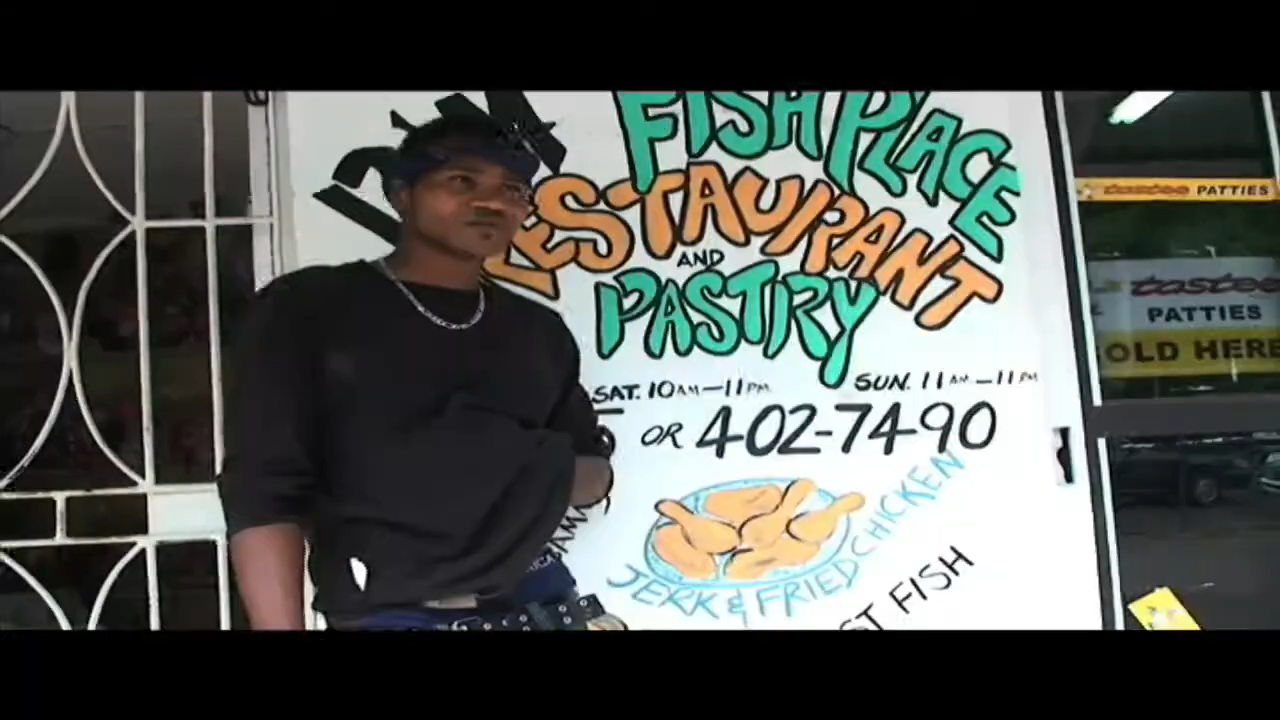 FISH PLACE
RESTAURANT
AND
PASTRY
SAT. 10AM-11PM
SUN. 11AM-11PM
OR 402-7490
JERK & FRIED CHICKEN
FISH
tastee PATTIES
tastee
PATTIES
OLD HERE